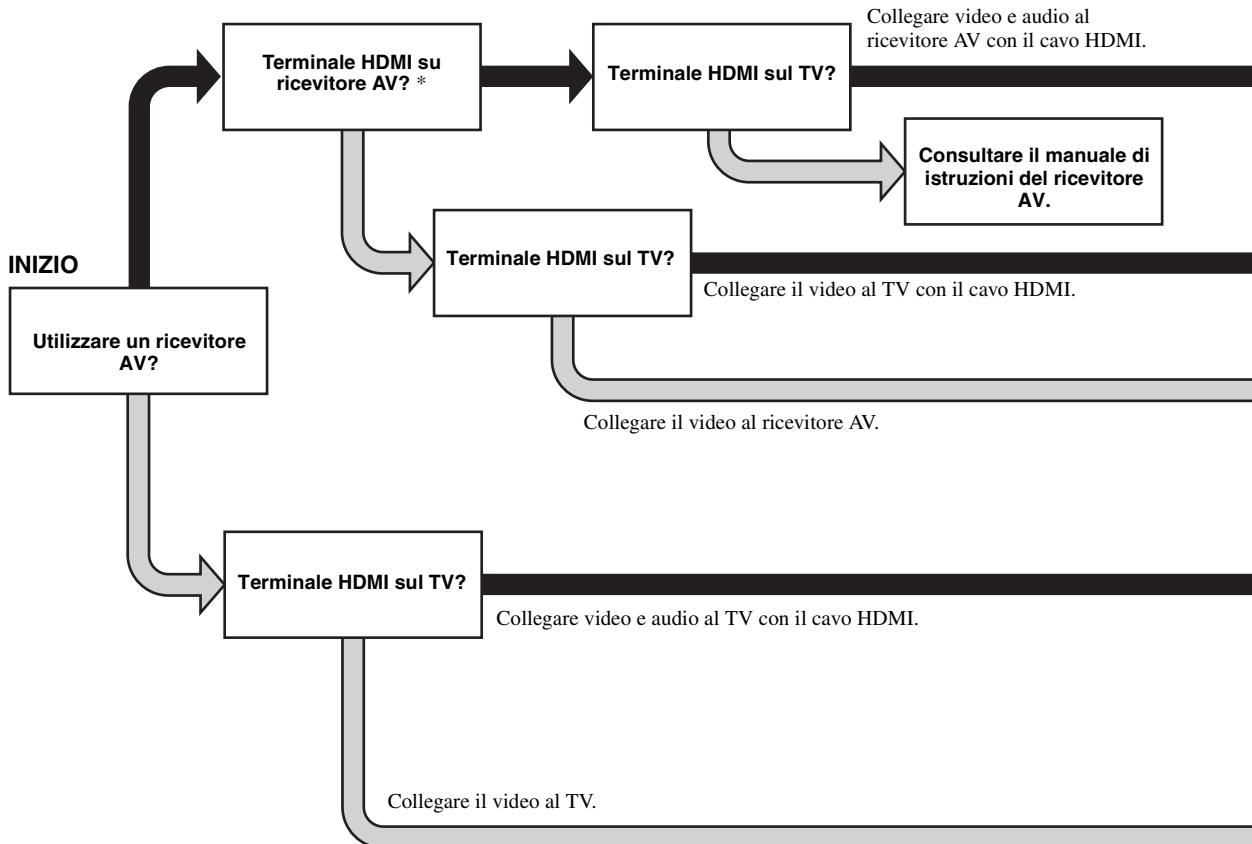 Collegare video e audio al
ricevitore AV con il cavo HDMI.
Terminale HDMI su
ricevitore AV? *
Terminale HDMI sul TV?
Consultare il manuale di
istruzioni del ricevitore
AV.
Terminale HDMI sul TV?
Collegare il video al TV con il cavo HDMI.
INIZIO
Utilizzare un ricevitore
AV?
Collegare il video al ricevitore AV.
Terminale HDMI sul TV?
Collegare video e audio al TV con il cavo HDMI.
Collegare il video al TV.